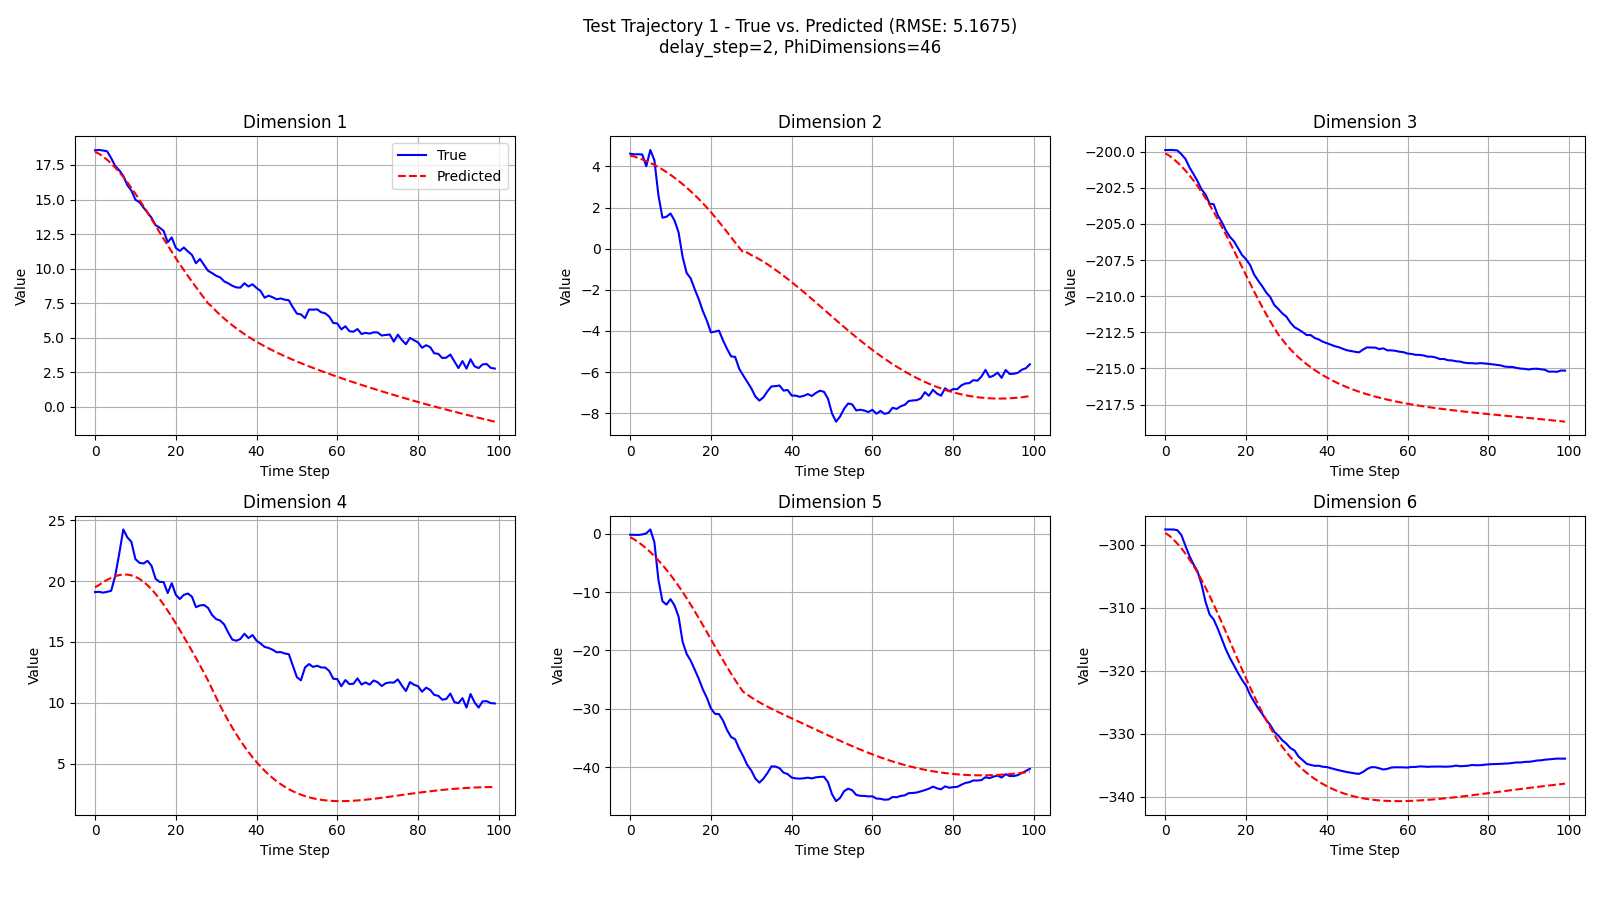 Test Trajectory 1 - True vs. Predicted (RMSE: 5.1675)
delay_step=2, PhiDimensions=46
Dimension 1
Value
17.5
15.0
12.5
10.0
7.5
5.0
2.5
0.0
True
Predicted
0 20 40 60 80 100
Time Step
Dimension 2
Value
4
2
0
−2
−4
−6
−8
0 20 40 60 80 100
Time Step
Dimension 3
Value
−200.0
−202.5
−205.0
−207.5
−210.0
−212.5
−215.0
−217.5
0 20 40 60 80 100
Time Step
Dimension 4
Value
25
20
15
10
5
0 20 40 60 80 100
Time Step
Dimension 5
Value
0
−10
−20
−30
−40
0 20 40 60 80 100
Time Step
Dimension 6
Value
−300
−310
−320
−330
−340
0 20 40 60 80 100
Time Step